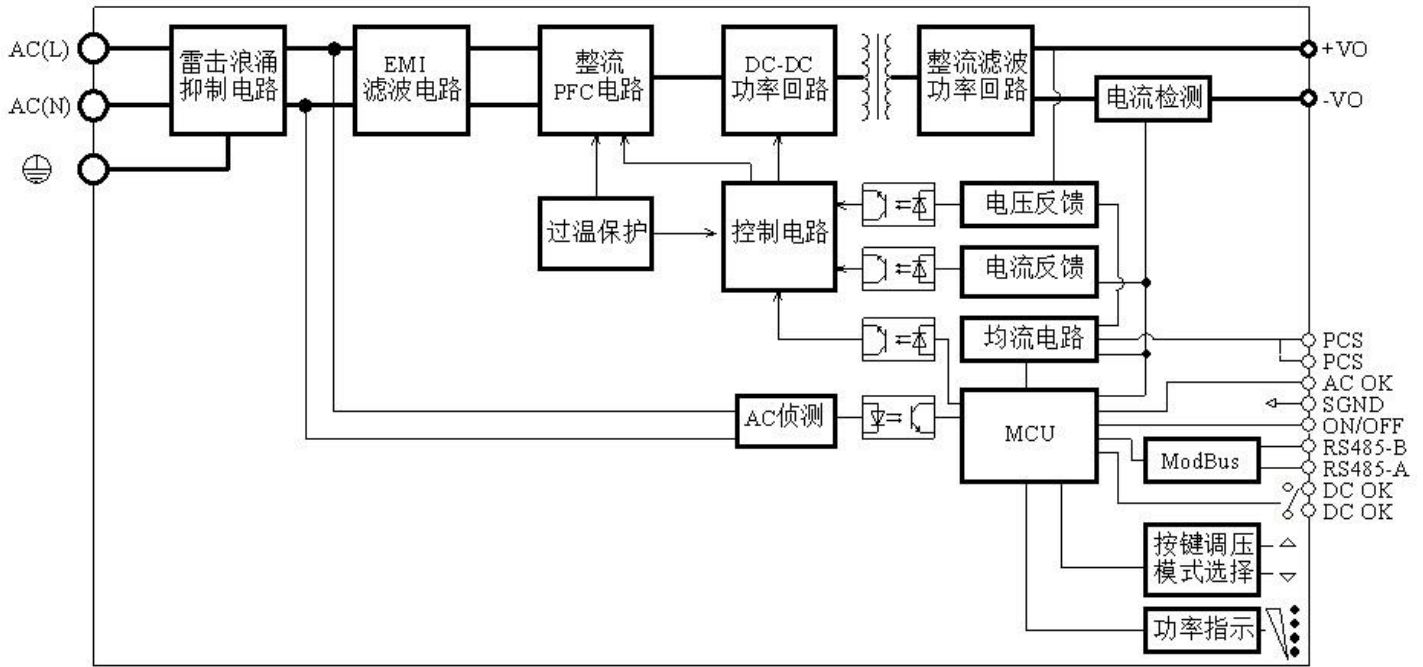 AC(L)
AC(N)
雷击浪涌
抑制电路
EMI
滤波电路
整流
PFC电路
DC-DC
功率回路
整流滤波
功率回路
电流检测
+VO
-VO
过温保护
控制电路
电压反馈
电流反馈
均流电路
AC侦测
MCU
ModBus
PCS
PCS
AC OK
SGND
ON/OFF
RS485-B
RS485-A
DC OK
DC OK
按键调压
模式选择
功率指示